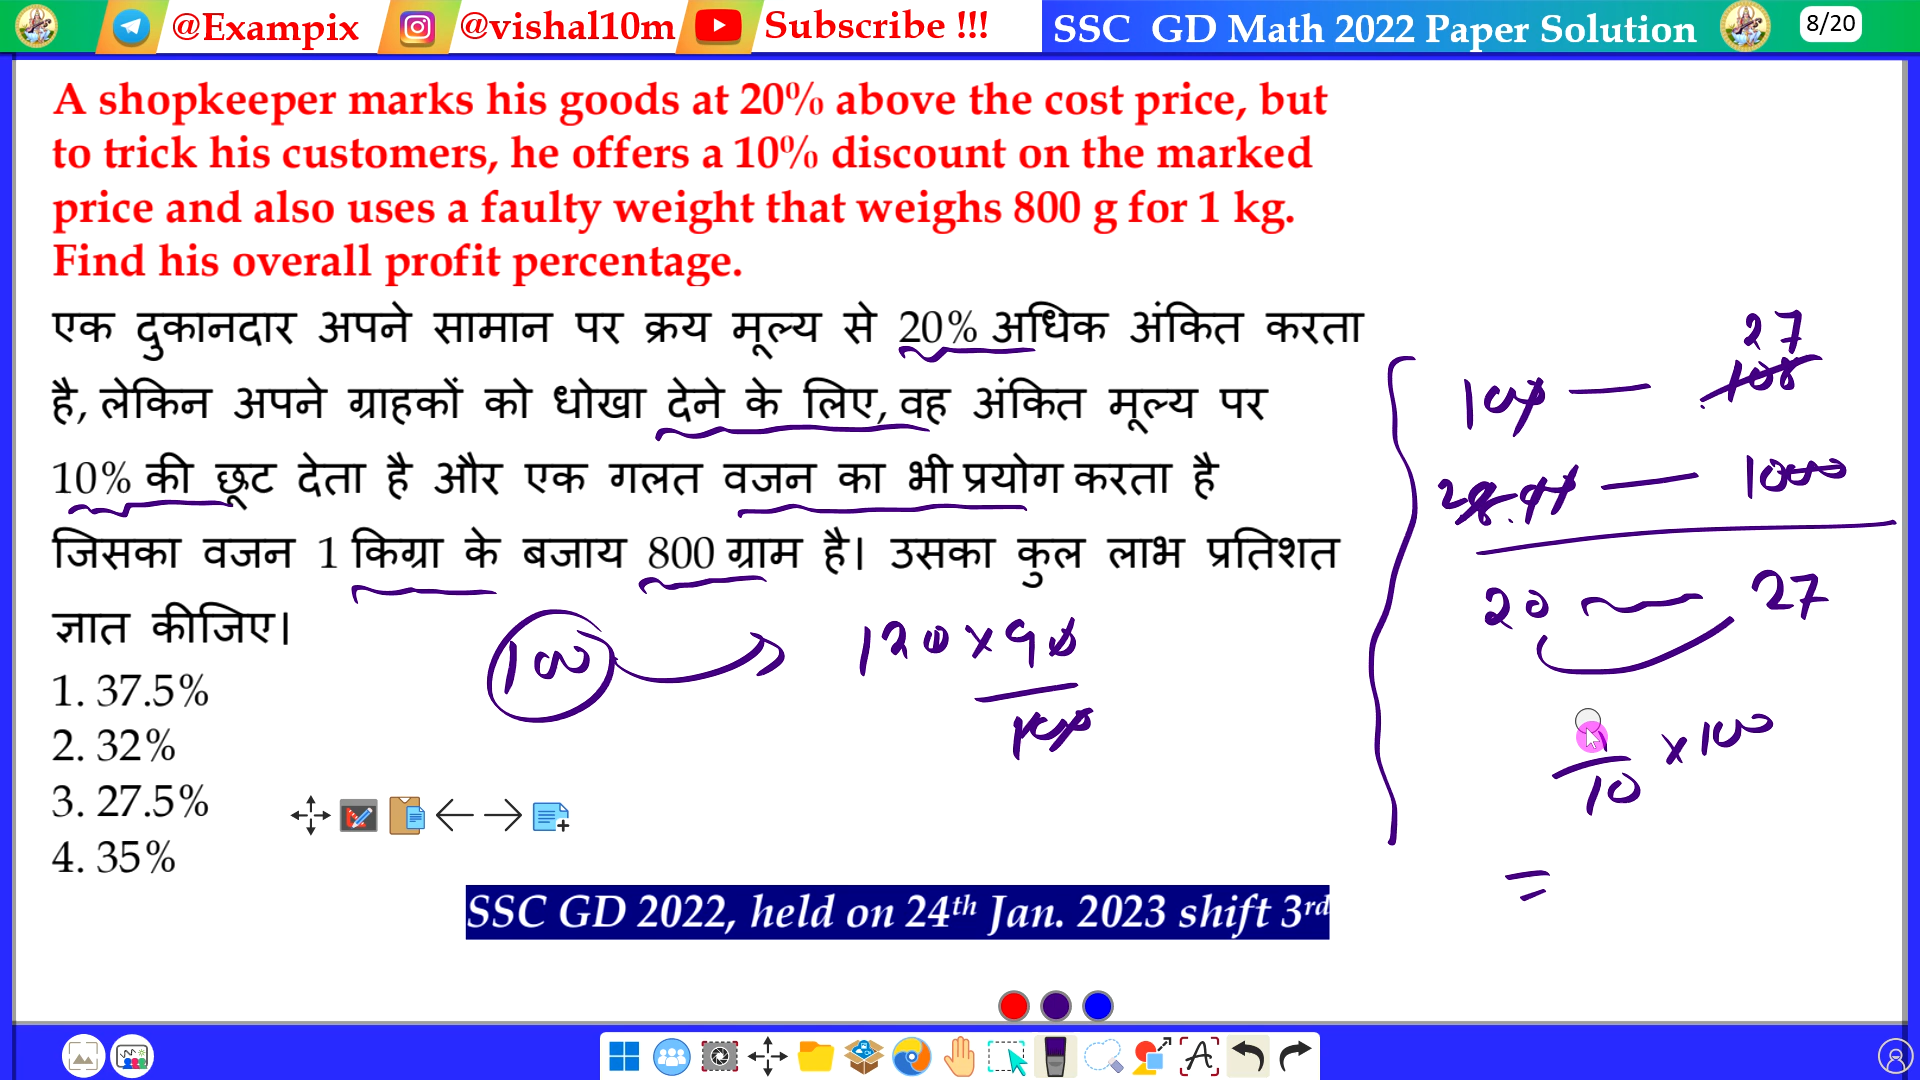 @Exampix @vishal10m Subscribe !!! SSC GD Math 2022 Paper Solution 8/20
A shopkeeper marks his goods at 20% above the cost price, but
to trick his customers, he offers a 10% discount on the marked
price and also uses a faulty weight that weighs 800 g for 1 kg.
Find his overall profit percentage.
एक दुकानदार अपने सामान पर क्रय मूल्य से 20% अधिक अंकित करता
है, लेकिन अपने ग्राहकों को धोखा देने के लिए, वह अंकित मूल्य पर
10% की छूट देता है और एक गलत वजन का भी प्रयोग करता है
जिसका वजन 1 किग्रा के बजाय 800 ग्राम है। उसका कुल लाभ प्रतिशत
ज्ञात कीजिए।
1. 37.5%
2. 32%
3. 27.5%
4. 35%
100
120 x 90
100
27
100 — 108
— 1000
20 — 27
10 x 100
=
SSC GD 2022, held on 24th Jan. 2023 shift 3rd